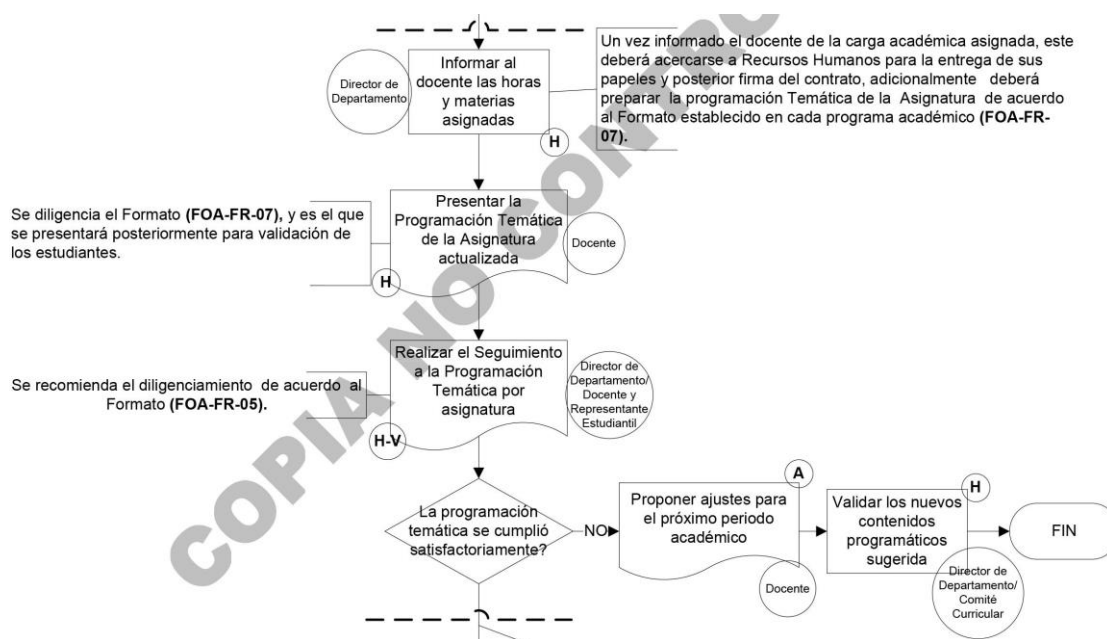 Un vez informado el docente de la carga académica asignada, este
deberá acercarse a Recursos Humanos para la entrega de sus
papeles y posterior firma del contrato, adicionalmente deberá
preparar la programación Temática de la Asignatura de acuerdo
al Formato establecido en cada programa académico (FOA-FR-
07).
Director de
Departamento
Informar al
docente las horas
y materias
asignadas
H
Se diligencia el Formato (FOA-FR-07), y es el que
se presentará posteriormente para validación de
los estudiantes.
Presentar la
Programación Temática
de la Asignatura
actualizada
Docente
H
Se recomienda el diligenciamiento de acuerdo al
Formato (FOA-FR-05).
Realizar el Seguimiento
a la Programación
Temática por
asignatura
Director de
Departamento/
Docente y
Representante
Estudiantil
H-V
La programación
temática se cumplió
satisfactoriamente?
NO
A
Proponer ajustes para
el próximo periodo
académico
Docente
H
Validar los nuevos
contenidos
programáticos
sugerida
Director de
Departamento/
Comité
Curricular
FIN
COPIA NO CONTRO